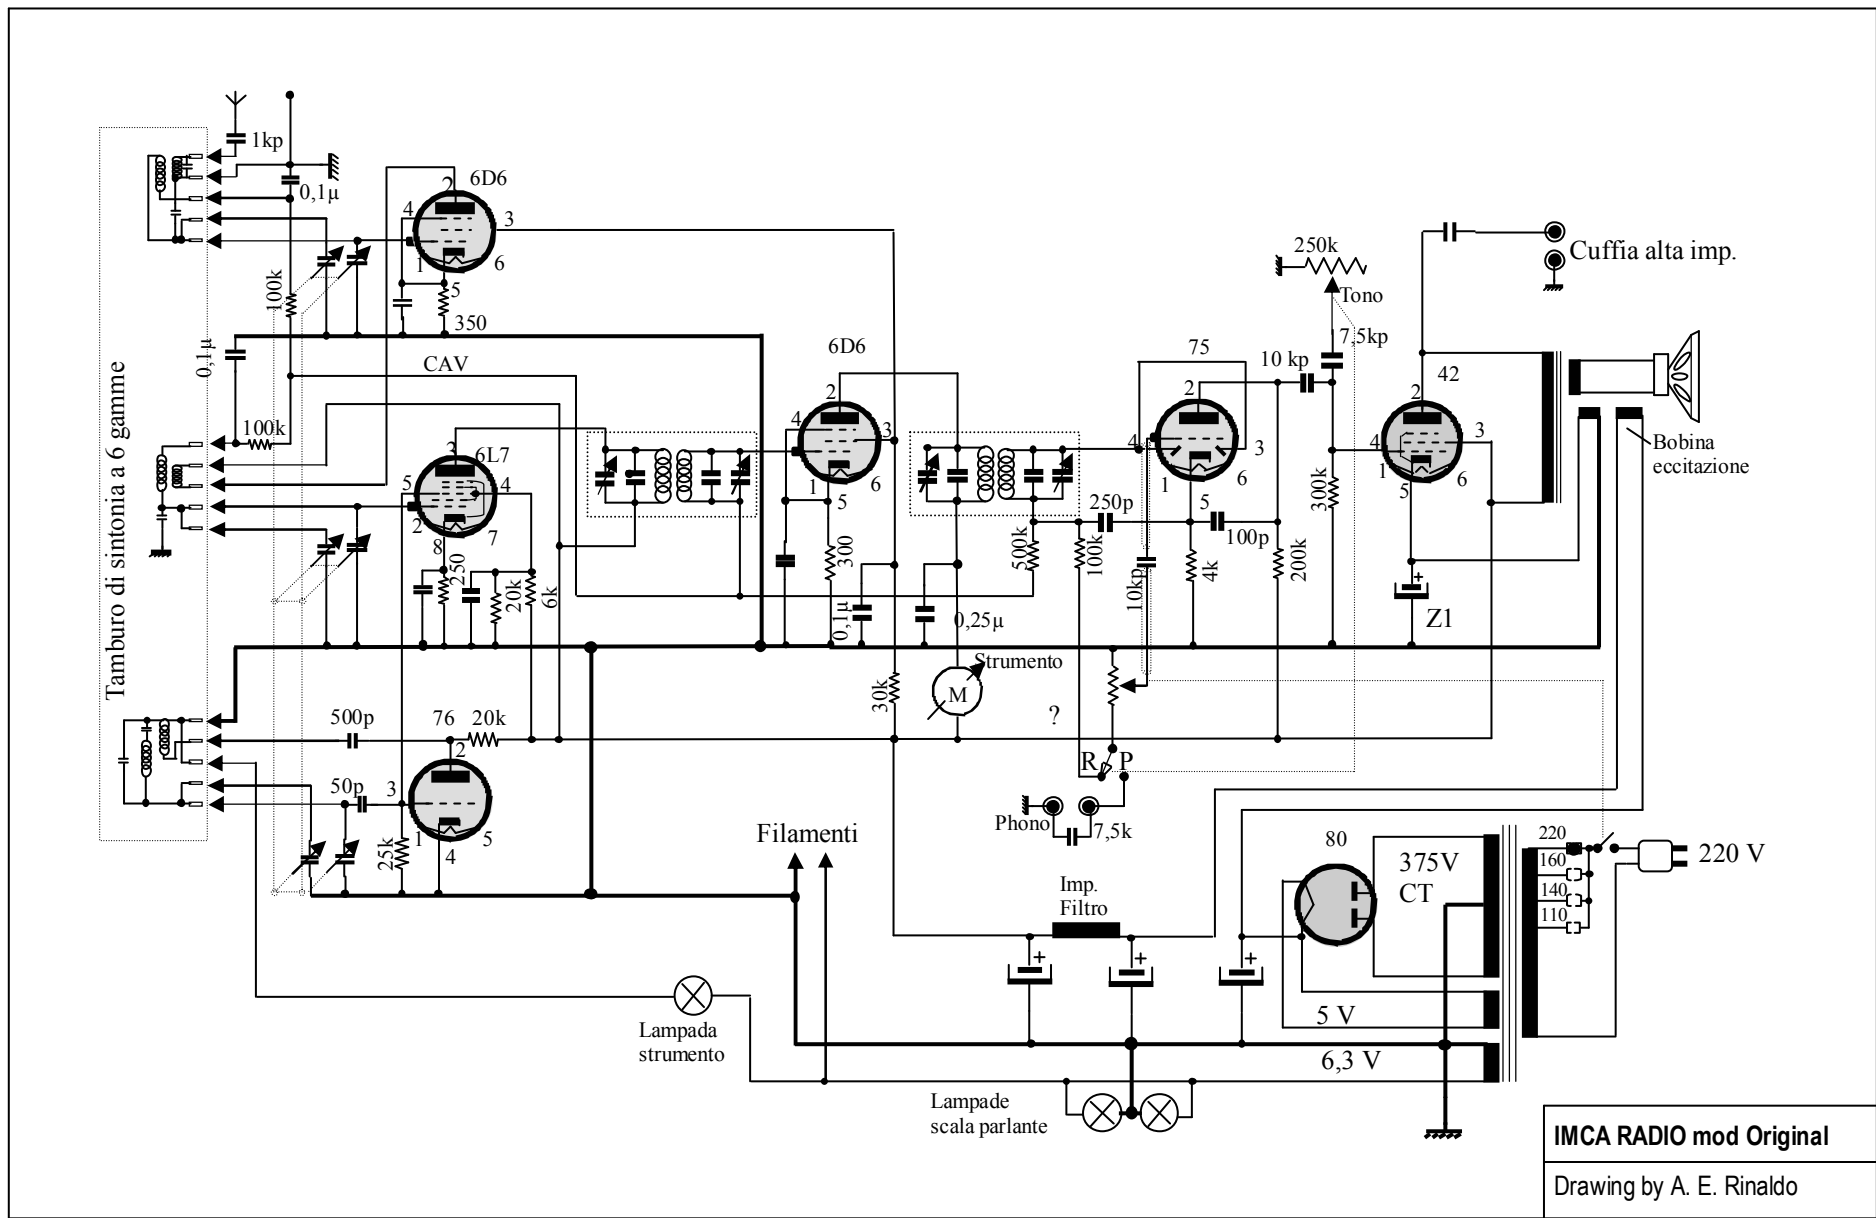 1kp
0,1µ
6D6
2
4
3
1
6
5
350
100k
0,1µ
CAV
100k
Tamburo di sintonia a 6 gamme
3
6L7
5
4
2
7
8
250
20k
6k
500p
76
20k
2
50p
3
1
5
4
25k
6D6
2
4
3
1
5
6
300
0,1µ
0,25µ
30k
Strumento
M
?
75
2
4
3
1
5
6
250p
100p
500k
100k
10kp
4k
200k
10 kp
250k
Tono
7,5kp
300k
42
2
4
3
1
5
6
Z1
+
Cuffia alta imp.
Bobina
eccitazione
R
P
Phono
7,5k
Filamenti
Imp.
Filtro
+
+
+
80
375V
CT
5 V
6,3 V
220
160
140
110
220 V
Lampada
strumento
Lampade
scala parlante
IMCA RADIO mod Original
Drawing by A. E. Rinaldo